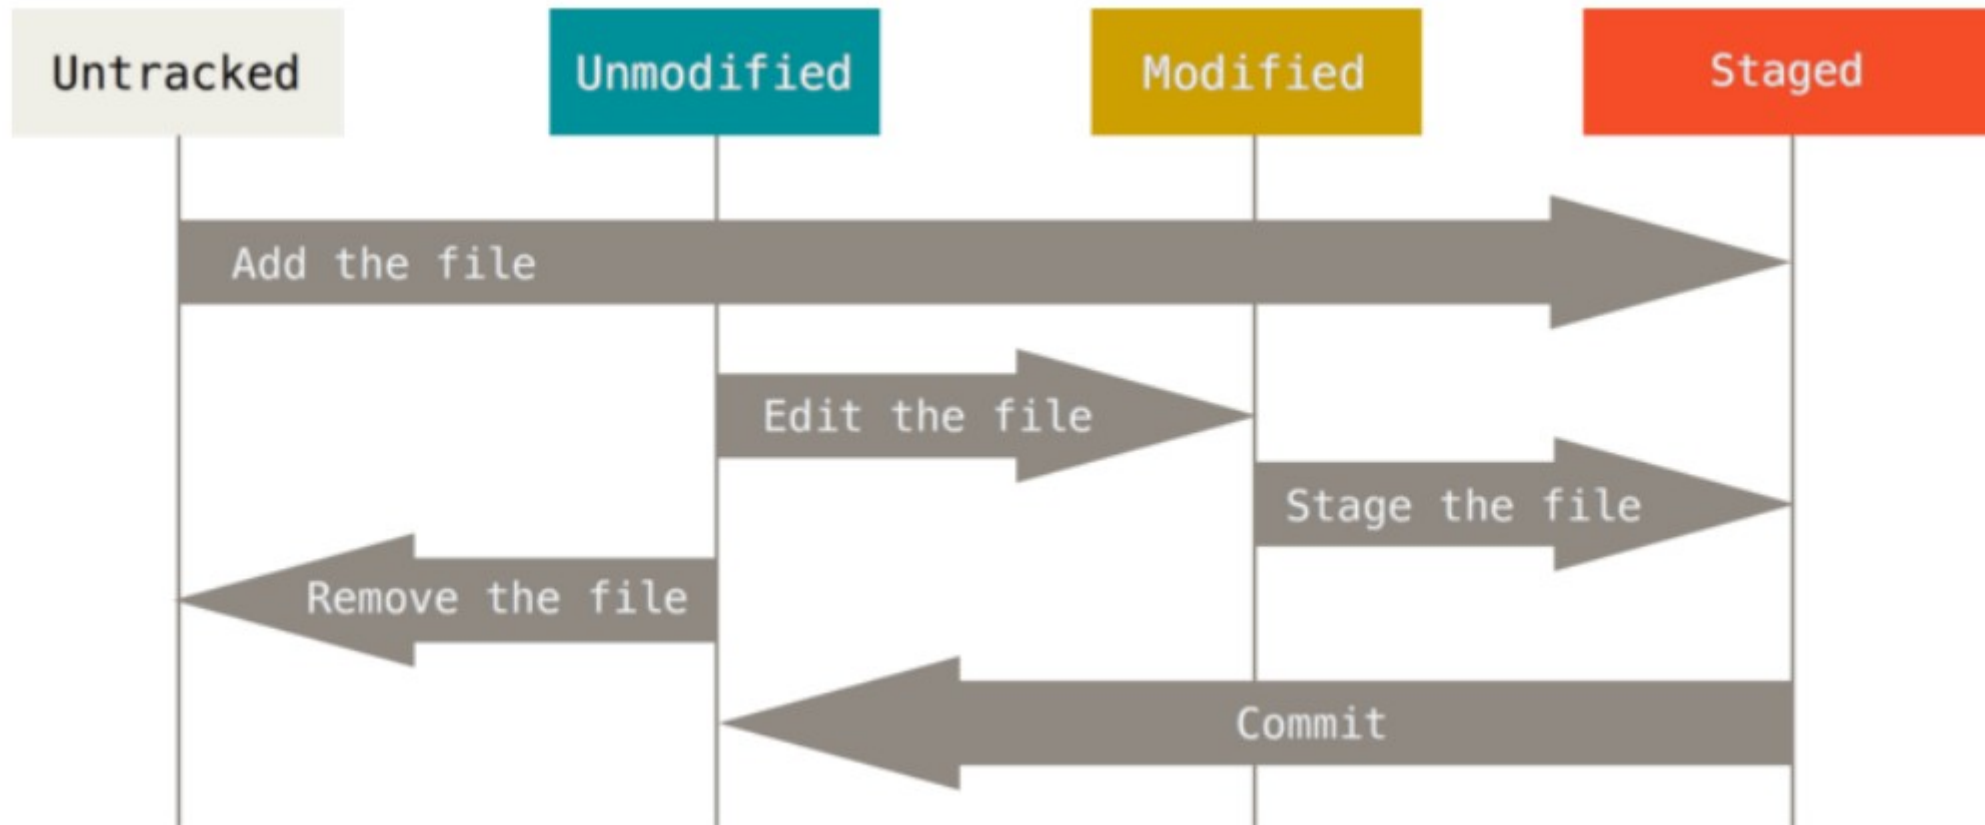 Untracked
Unmodified
Modified
Staged
Add the file
Edit the file
Stage the file
Remove the file
Commit